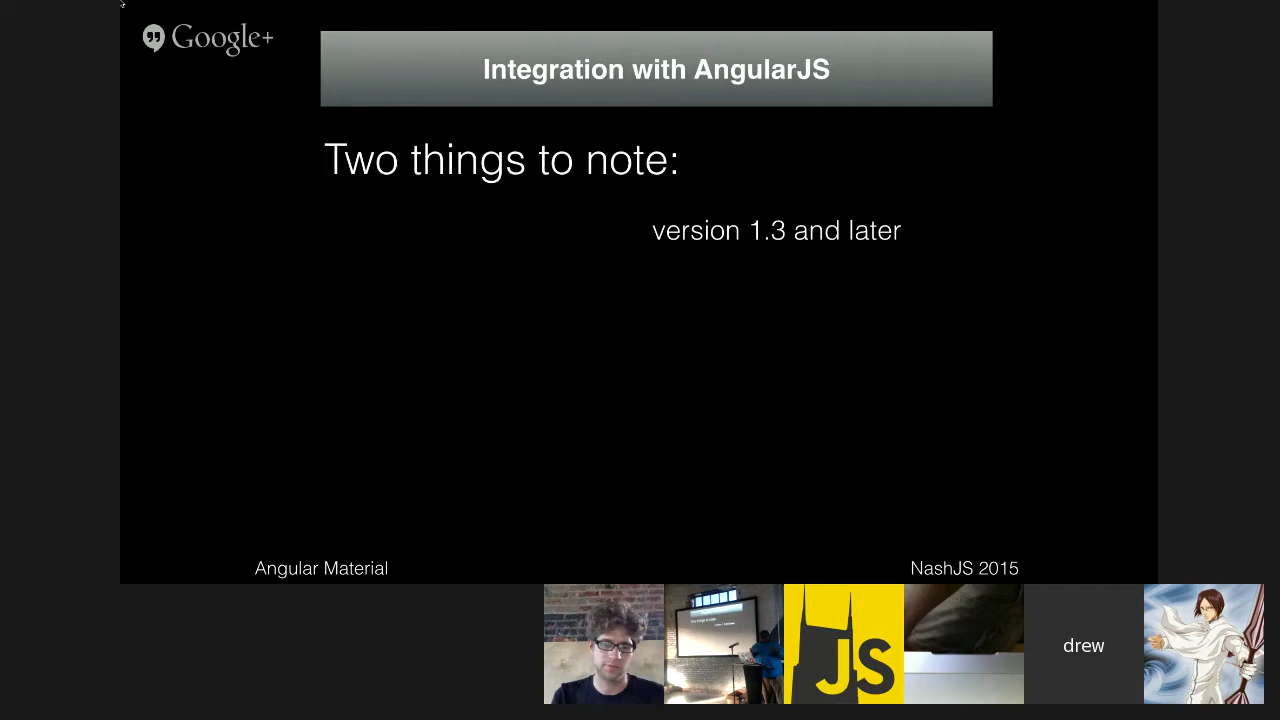 Google+
Integration with AngularJS
Two things to note:
version 1.3 and later
Angular Material
NashJS 2015
JS
drew